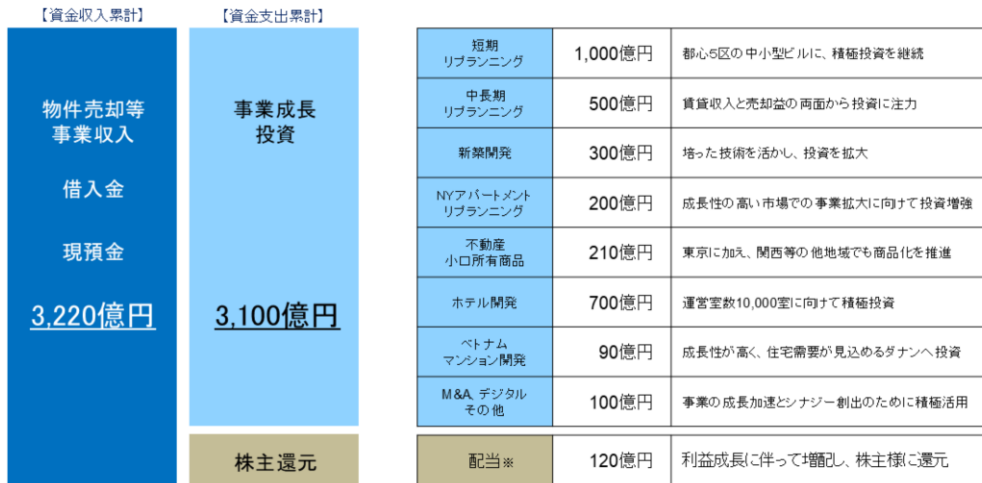 【資金収入累計】
【資金支出累計】
物件売却等
事業収入
借入金
現預金
3,220億円
事業成長
投資
3,100億円
株主還元
短期
リプランニング
1,000億円
都心5区の中小型ビルに、積極投資を継続
中長期
リプランニング
500億円
賃貸収入と売却益の両面から投資に注力
新築開発
300億円
培った技術を活かし、投資を拡大
NYアパートメント
リプランニング
200億円
成長性の高い市場での事業拡大に向けて投資増強
不動産
小口所有商品
210億円
東京に加え、関西等の他地域でも商品化を推進
ホテル開発
700億円
運営室数10,000室に向けて積極投資
ベトナム
マンション開発
90億円
成長性が高く、住宅需要が見込めるダナンへ投資
M&A、デジタル
その他
100億円
事業の成長加速とシナジー創出のために積極活用
配当※
120億円
利益成長に伴って増配し、株主様に還元